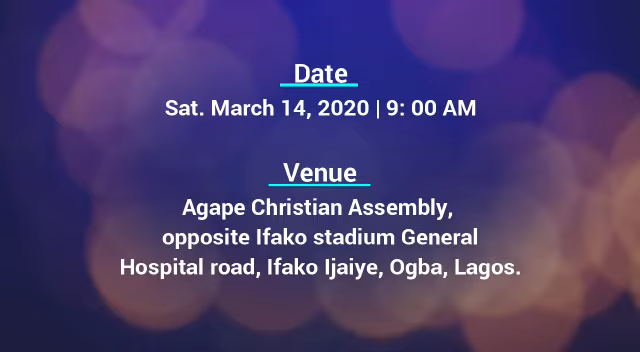 Date
Sat. March 14, 2020 | 9: 00 AM
Venue
Agape Christian Assembly,
opposite Ifako stadium General
Hospital road, Ifako Ijaiye, Ogba, Lagos.